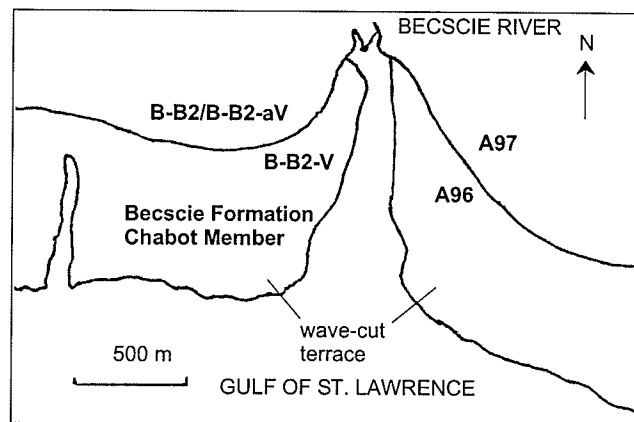 BECSCIE RIVER
N
B-B2/B-B2-aV
A97
B-B2-V
A96
Becscie Formation
Chabot Member
wave-cut
terrace
500 m
GULF OF ST. LAWRENCE